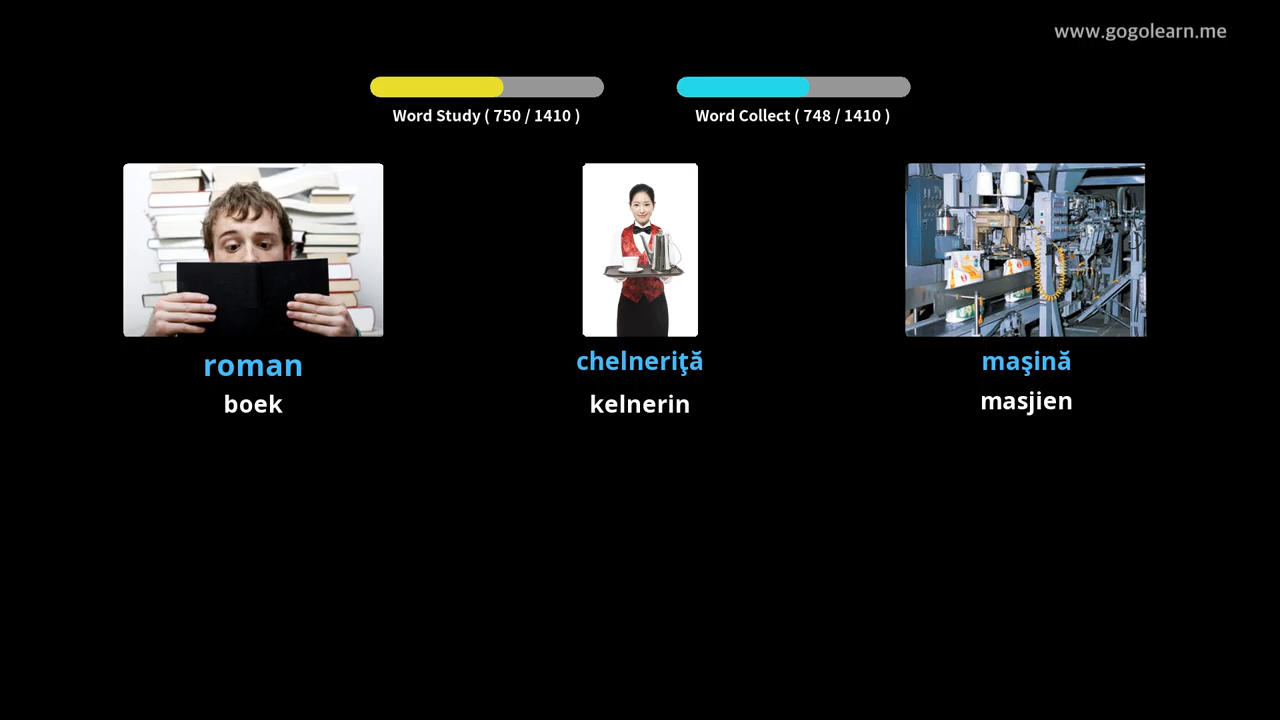 www.gogolearn.me
Word Study ( 750 / 1410 )
Word Collect ( 748 / 1410 )
roman
chelneriţă
maşină
boek
kelnerin
masjien